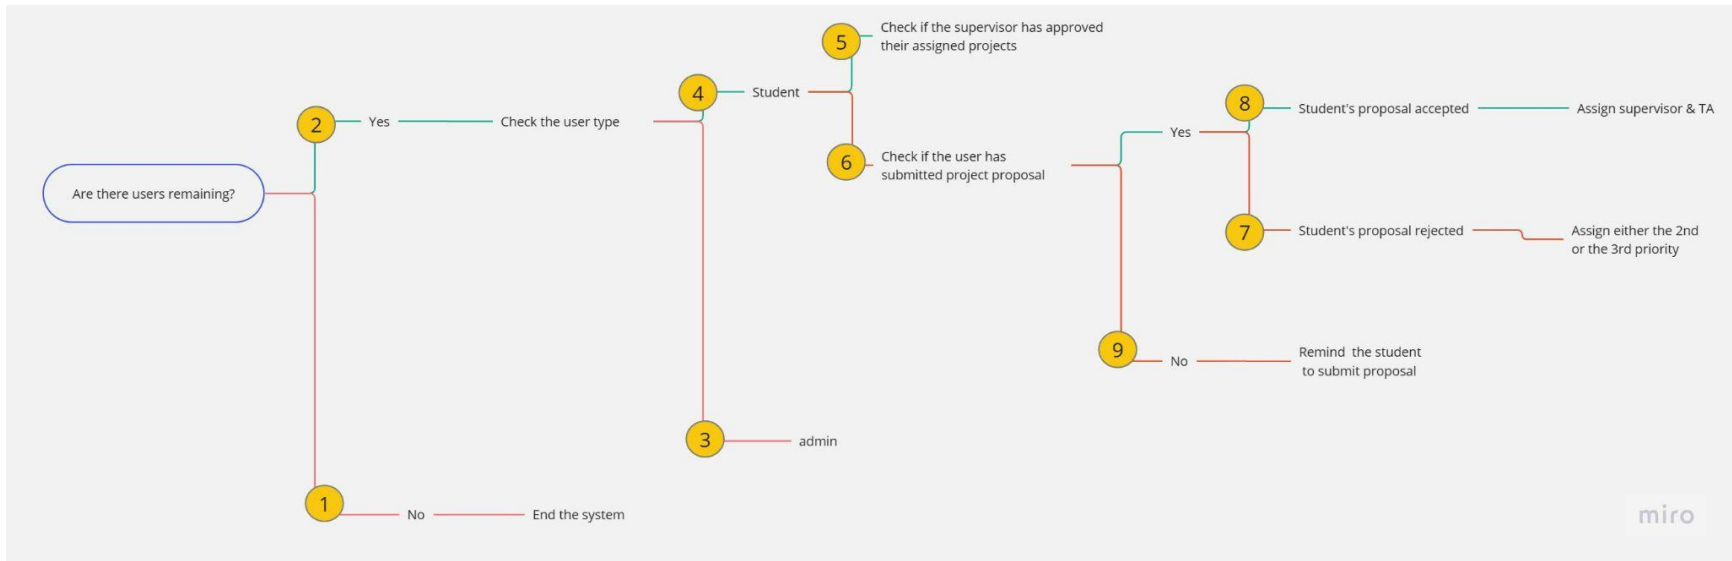 Are there users remaining?
2
Yes
Check the user type
1
No
End the system
4
Student
3
admin
5
Check if the supervisor has approved
their assigned projects
6
Check if the user has
submitted project proposal
Yes
8
Student's proposal accepted
Assign supervisor & TA
7
Student's proposal rejected
Assign either the 2nd
or the 3rd priority
9
No
Remind the student
to submit proposal
miro